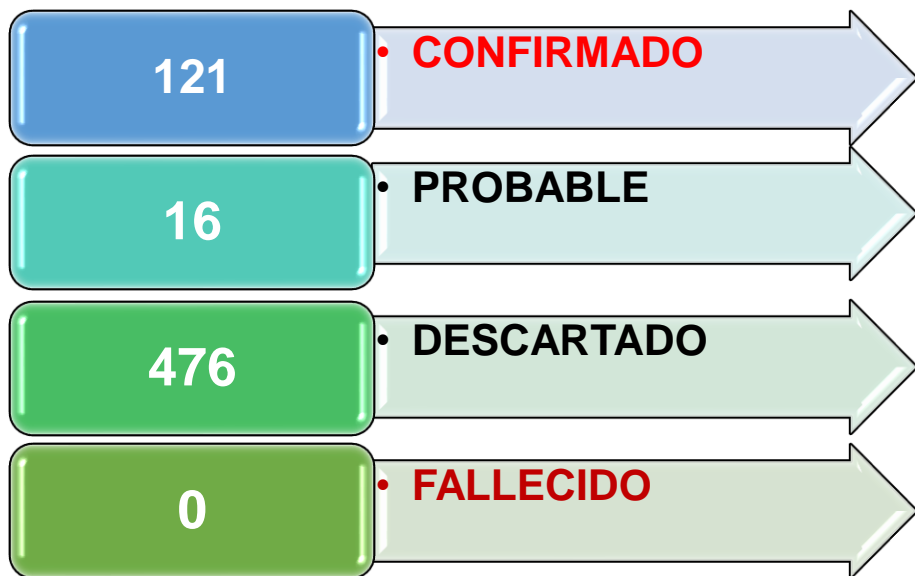 121
• CONFIRMADO
16
• PROBABLE
476
• DESCARTADO
0
• FALLECIDO